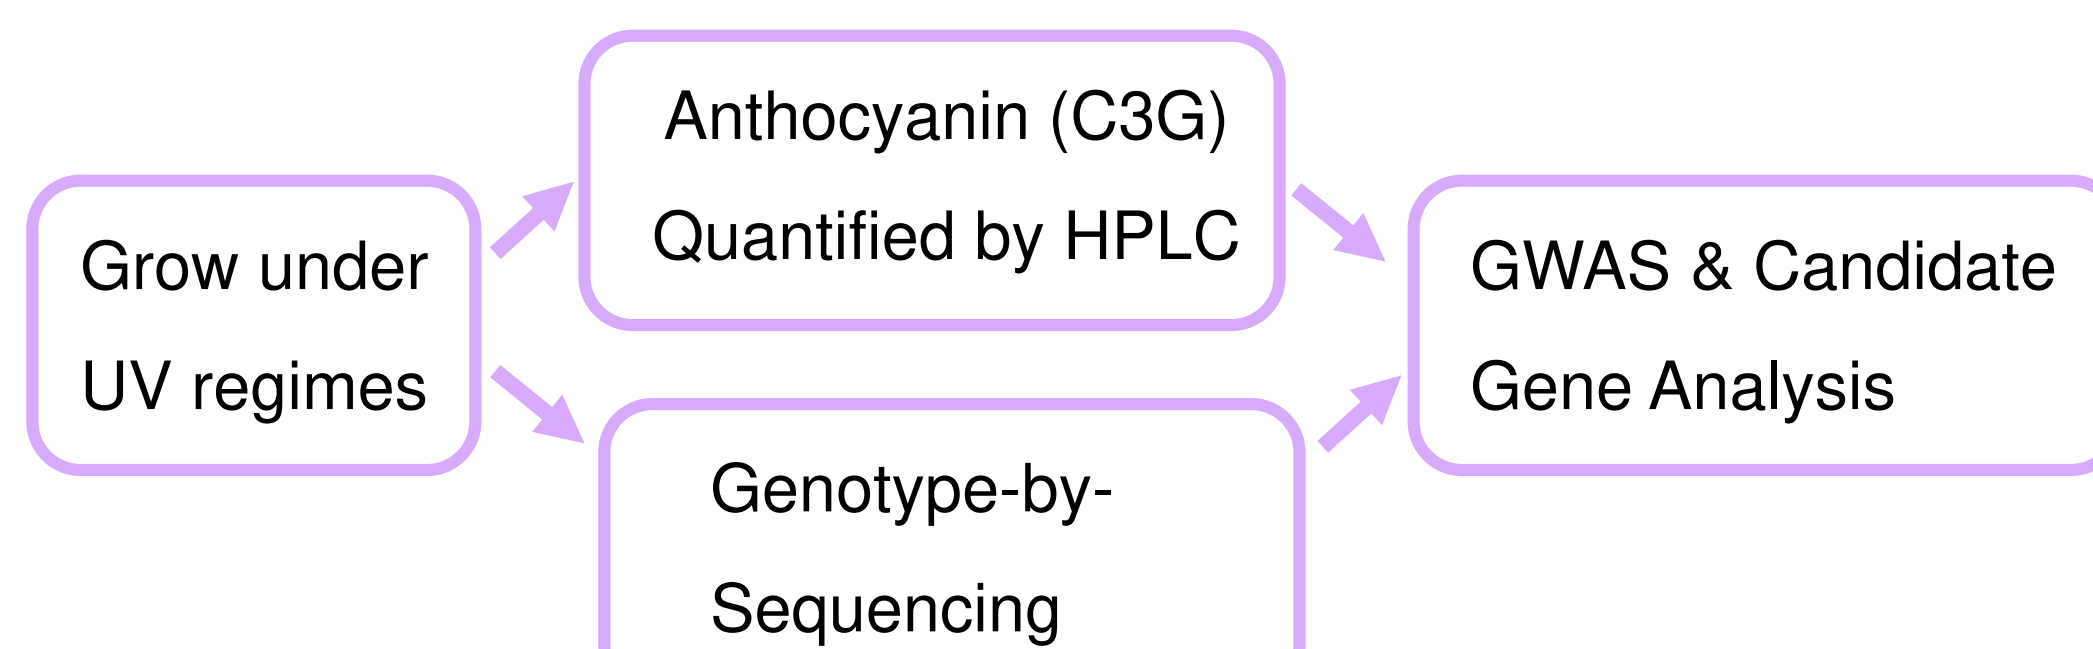 Grow under
UV regimes
Anthocyanin (C3G)
Quantified by HPLC
Genotype-by-
Sequencing
GWAS & Candidate
Gene Analysis